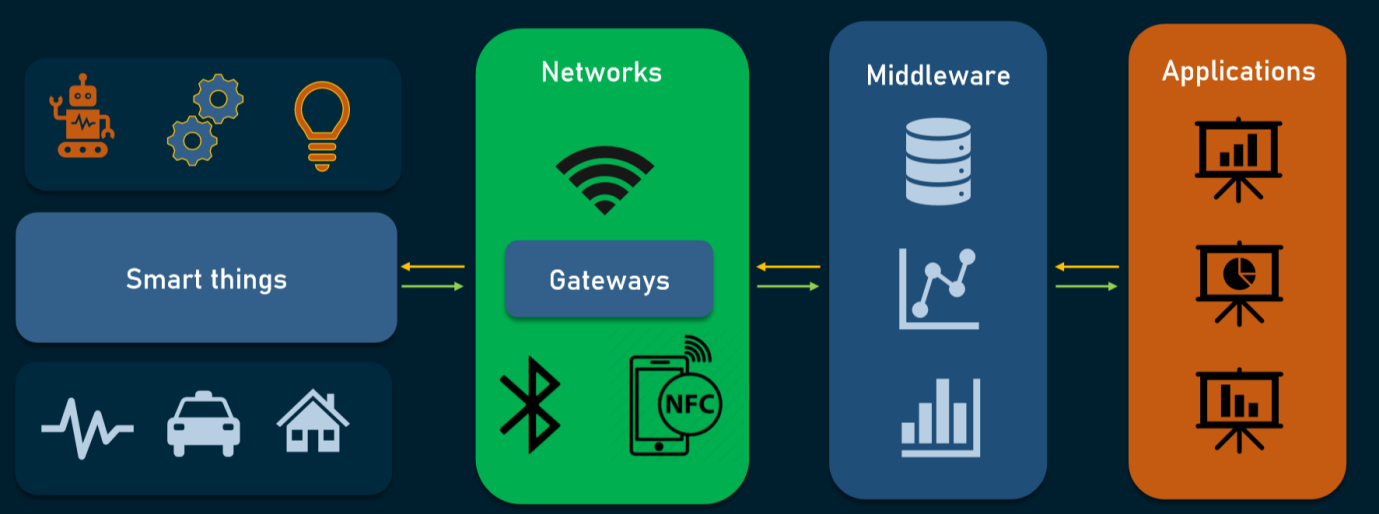 Smart things
Networks
Gateways
NFC
Middleware
Applications